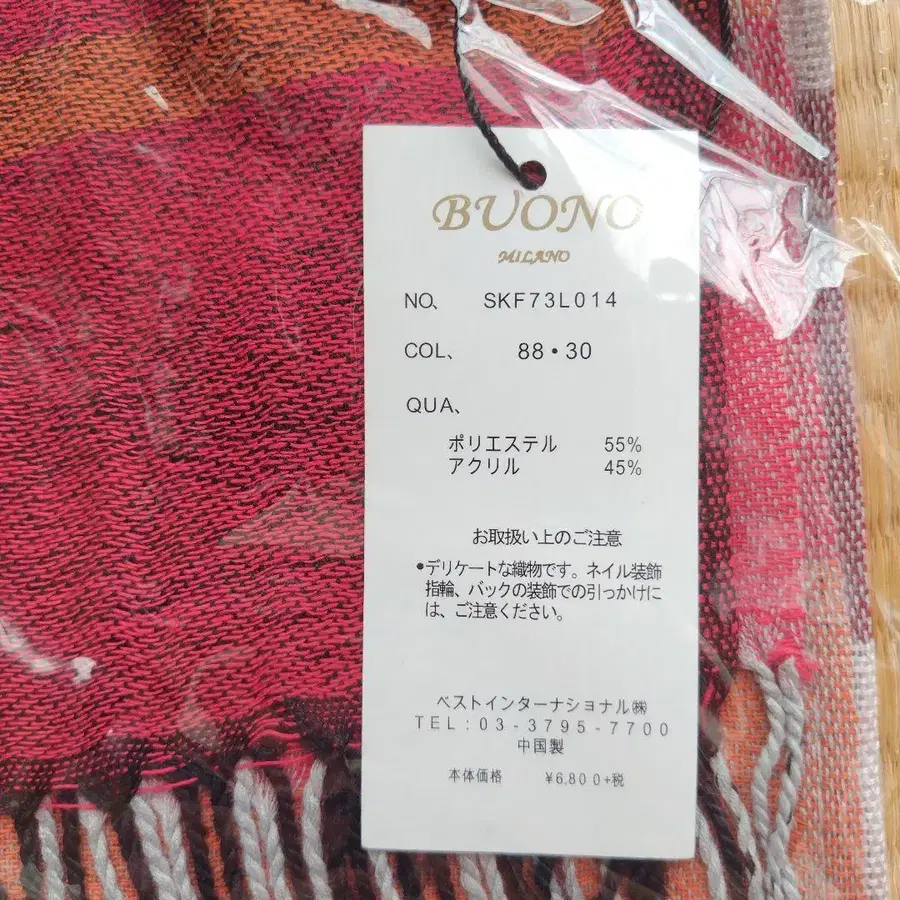 BUONO
MILANO
NO、 SKF73L014
COL、 88・30
QUA、
ポリエステル 55%
アクリル 45%
お取扱い上のご注意
•デリケートな織物です。ネイル装飾
指輪、バックの装飾での引っかけに
は、ご注意ください。
ベストインターナショナル㈱
TEL:03-3795-7700
中国製
本体価格 ¥6,800+税